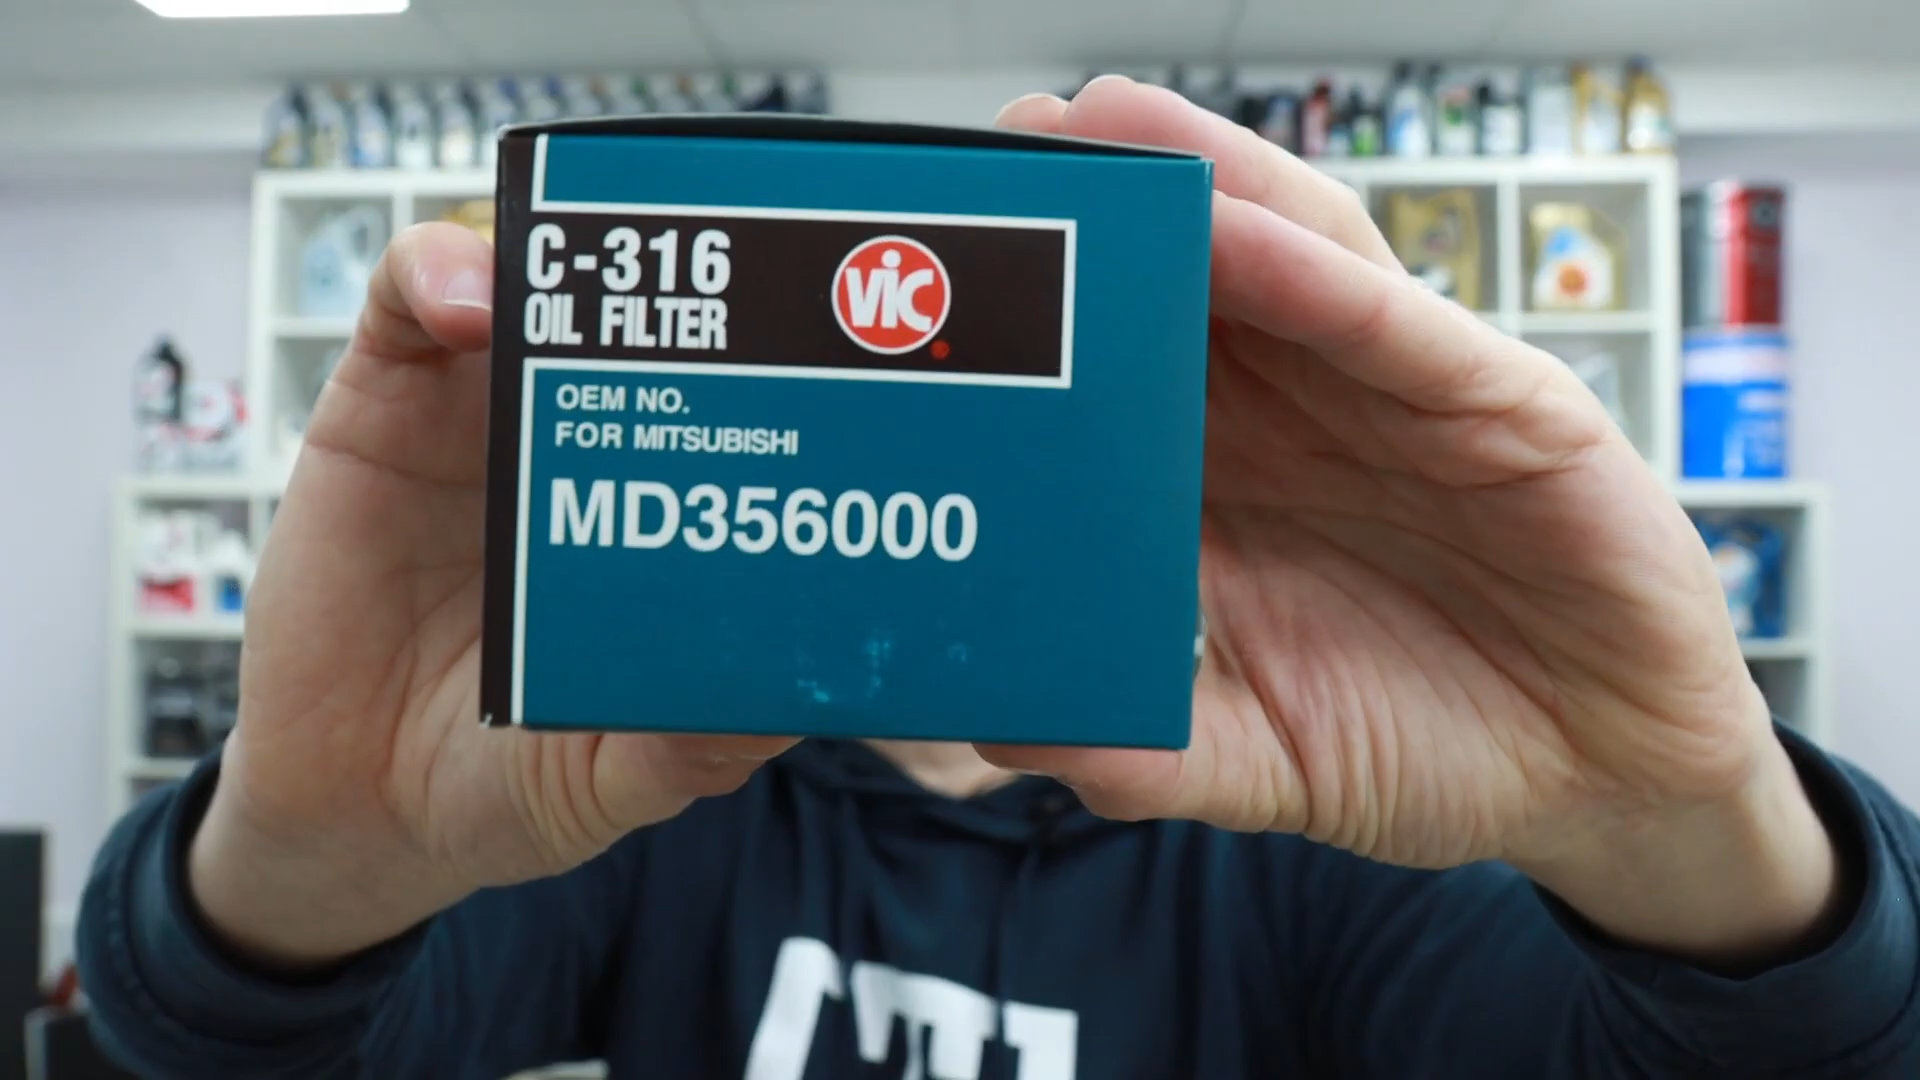 C-316
OIL FILTER
VIC
OEM NO.
FOR MITSUBISHI
MD356000